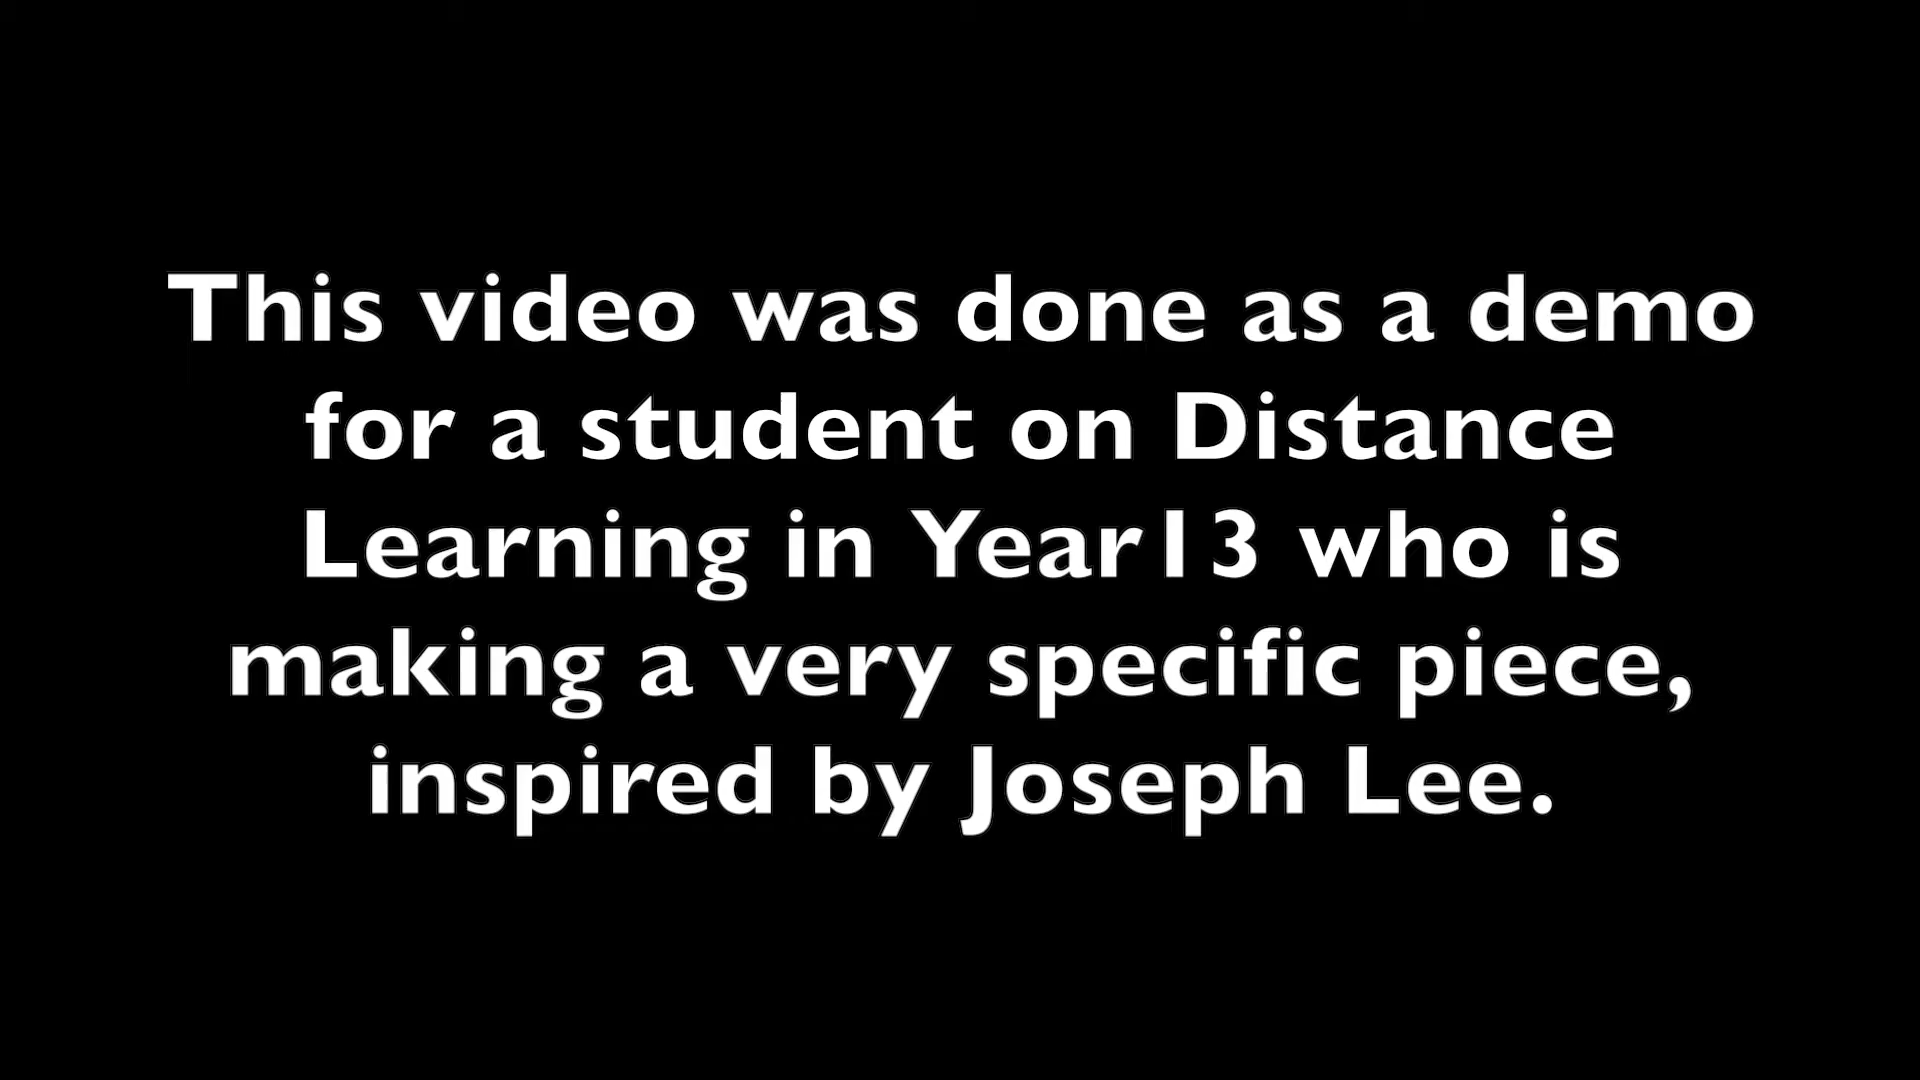 This video was done as a demo
for a student on Distance
Learning in Year13 who is
making a very specific piece,
inspired by Joseph Lee.